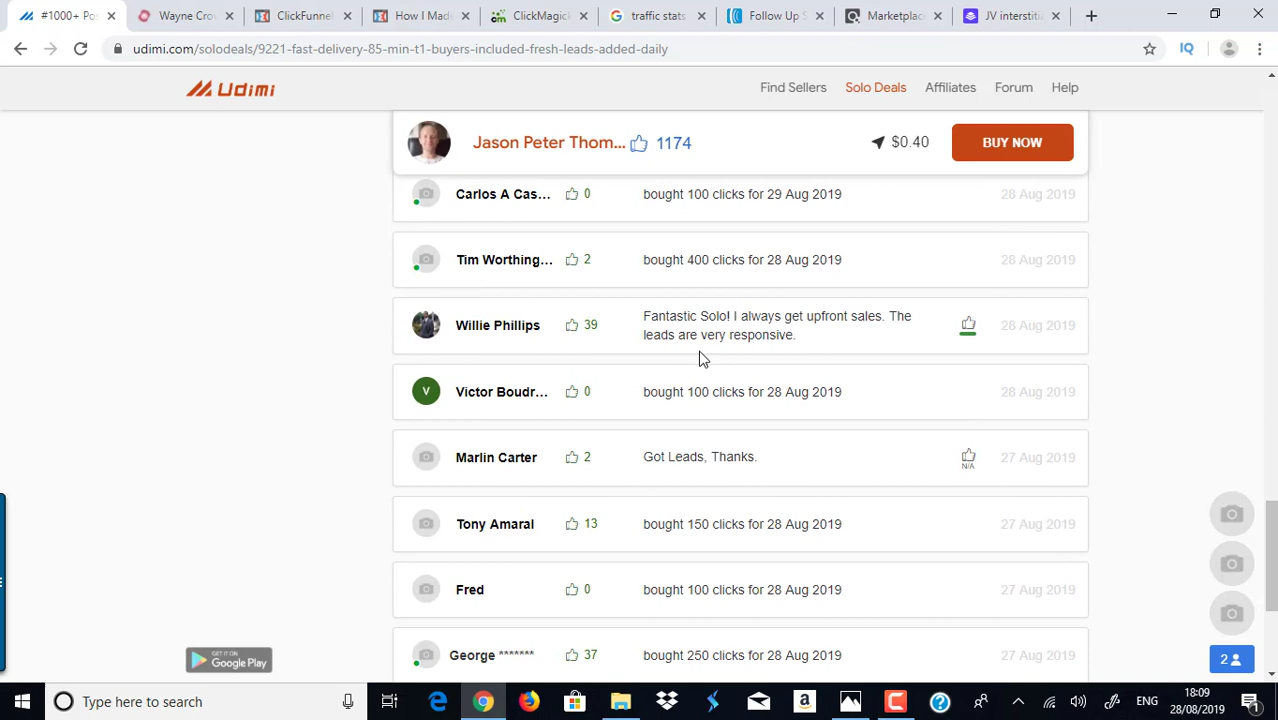 #1000+ Po
Wayne Cro
ClickFunne
How I Mad
ClickMagick
traffic stats
Follow Up S
Marketplac
JV interstiti
udimi.com/solodeals/9221-fast-delivery-85-min-t1-buyers-included-fresh-leads-added-daily
IQ
Udimi
Find Sellers
Solo Deals
Affiliates
Forum
Help
Jason Peter Thom... 1174
$0.40
BUY NOW
Carlos A Cas... 0 bought 100 clicks for 29 Aug 2019 28 Aug 2019
Tim Worthing... 2 bought 400 clicks for 28 Aug 2019 28 Aug 2019
Willie Phillips 39 Fantastic Solo! I always get upfront sales. The
leads are very responsive.
28 Aug 2019
V Victor Boudr... 0 bought 100 clicks for 28 Aug 2019 28 Aug 2019
Marlin Carter 2 Got Leads, Thanks. N/A 27 Aug 2019
Tony Amaral 13 bought 150 clicks for 28 Aug 2019 27 Aug 2019
Fred 0 bought 100 clicks for 28 Aug 2019 27 Aug 2019
George ******* 37 bought 250 clicks for 28 Aug 2019 27 Aug 2019
GET IT ON
Google Play
2
Type here to search
ENG
18:09
28/08/2019